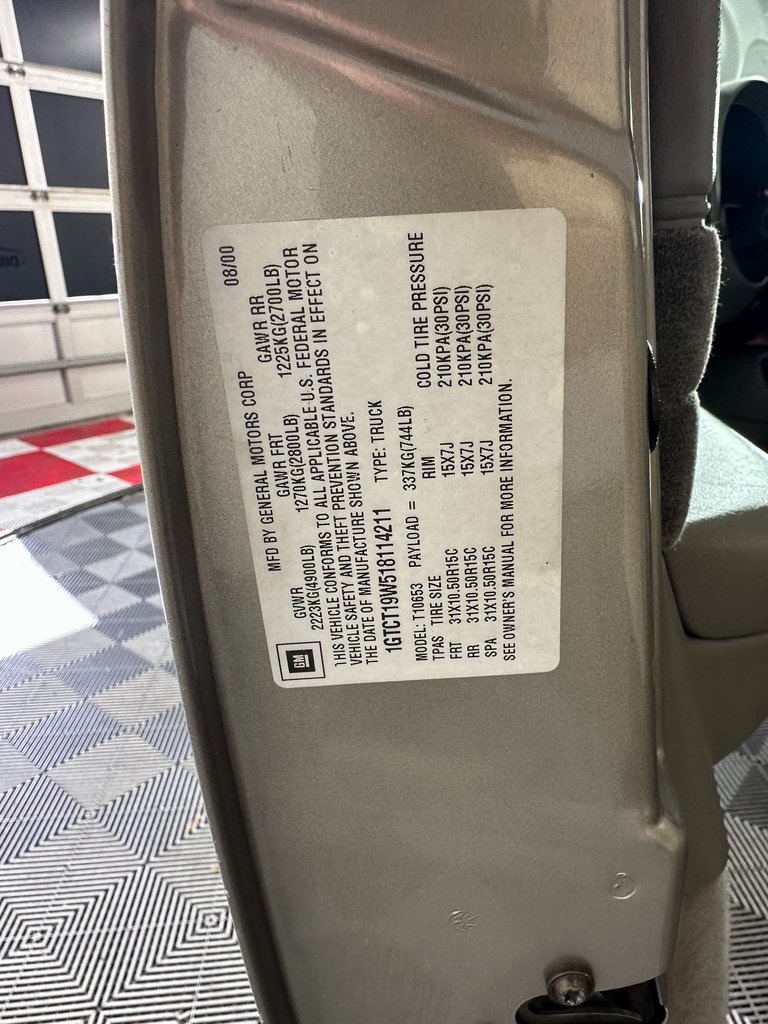 MFD BY GENERAL MOTORS CORP 08/00
GM
GVWR GAWR FRT GAWR RR
2223KG(4900LB) 1270KG(2800LB) 1225KG(2700LB)
THIS VEHICLE CONFORMS TO ALL APPLICABLE U.S. FEDERAL MOTOR
VEHICLE SAFETY AND THEFT PREVENTION STANDARDS IN EFFECT ON
THE DATE OF MANUFACTURE SHOWN ABOVE.
1GTCT19W518114211 TYPE: TRUCK
MODEL: T10653 PAYLOAD = 337KG(744LB)
TPAS TIRE SIZE RIM COLD TIRE PRESSURE
FRT 31X10.50R15C 15X7J 210KPA(30PSI)
RR 31X10.50R15C 15X7J 210KPA(30PSI)
SPA 31X10.50R15C 15X7J 210KPA(30PSI)
SEE OWNER'S MANUAL FOR MORE INFORMATION.